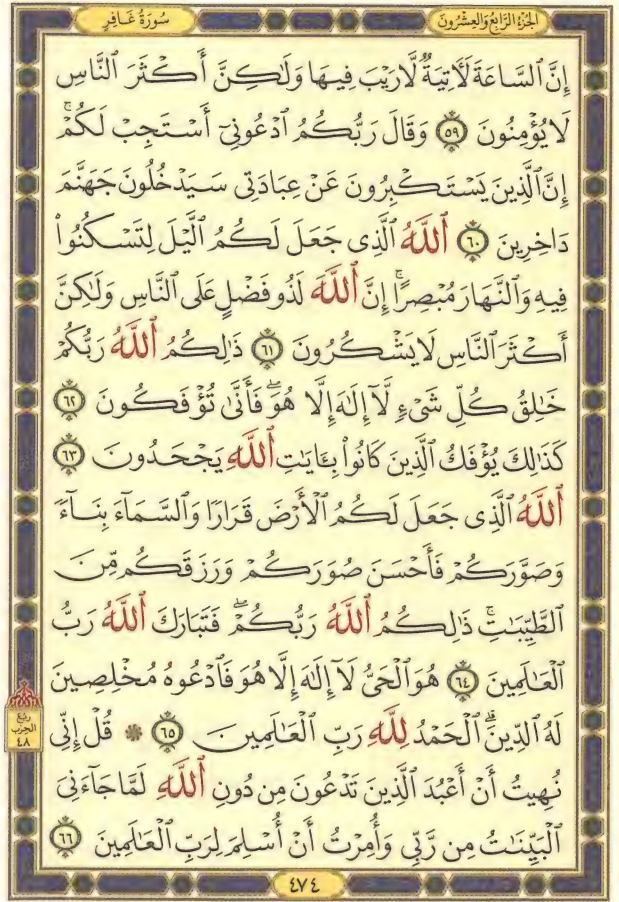 الجزء الرابع والعشرون
سورة غافر
إِنَّ ٱلسَّاعَةَ لَأٓتِيَةٌ لَّا رَيْبَ فِيهَا وَلَٰكِنَّ أَكْثَرَ ٱلنَّاسِ
لَا يُؤْمِنُونَ ٥٩ وَقَالَ رَبُّكُمُ ٱدْعُونِىٓ أَسْتَجِبْ لَكُمْ ۚ
إِنَّ ٱلَّذِينَ يَسْتَكْبِرُونَ عَنْ عِبَادَتِى سَيَدْخُلُونَ جَهَنَّمَ
دَاخِرِينَ ٦٠ ٱللَّهُ ٱلَّذِى جَعَلَ لَكُمُ ٱلَّيْلَ لِتَسْكُنُوا۟
فِيهِ وَٱلنَّهَارَ مُبْصِرًا ۚ إِنَّ ٱللَّهَ لَذُو فَضْلٍ عَلَى ٱلنَّاسِ وَلَٰكِنَّ
أَكْثَرَ ٱلنَّاسِ لَا يَشْكُرُونَ ٦١ ذَٰلِكُمُ ٱللَّهُ رَبُّكُمْ
خَٰلِقُ كُلِّ شَىْءٍ لَّآ إِلَٰهَ إِلَّا هُوَ ۖ فَأَنَّىٰ تُؤْفَكُونَ ٦٢
كَذَٰلِكَ يُؤْفَكُ ٱلَّذِينَ كَانُوا۟ بِـَٔايَٰتِ ٱللَّهِ يَجْحَدُونَ ٦٣
ٱللَّهُ ٱلَّذِى جَعَلَ لَكُمُ ٱلْأَرْضَ قَرَارًا وَٱلسَّمَآءَ بِنَآءً
وَصَوَّرَكُمْ فَأَحْسَنَ صُوَرَكُمْ وَرَزَقَكُم مِّنَ
ٱلطَّيِّبَٰتِ ۚ ذَٰلِكُمُ ٱللَّهُ رَبُّكُمْ ۖ فَتَبَارَكَ ٱللَّهُ رَبُّ
ٱلْعَٰلَمِينَ ٦٤ هُوَ ٱلْحَىُّ لَآ إِلَٰهَ إِلَّا هُوَ فَٱدْعُوهُ مُخْلِصِينَ
لَهُ ٱلدِّينَ ۗ ٱلْحَمْدُ لِلَّهِ رَبِّ ٱلْعَٰلَمِينَ ٦٥ ۞ قُلْ إِنِّى
نُهِيتُ أَنْ أَعْبُدَ ٱلَّذِينَ تَدْعُونَ مِن دُونِ ٱللَّهِ لَمَّا جَآءَنِىَ
ٱلْبَيِّنَٰتُ مِن رَّبِّى وَأُمِرْتُ أَنْ أُسْلِمَ لِرَبِّ ٱلْعَٰلَمِينَ ٦٦
ربع
الحزب
٤٨
٤٧٤